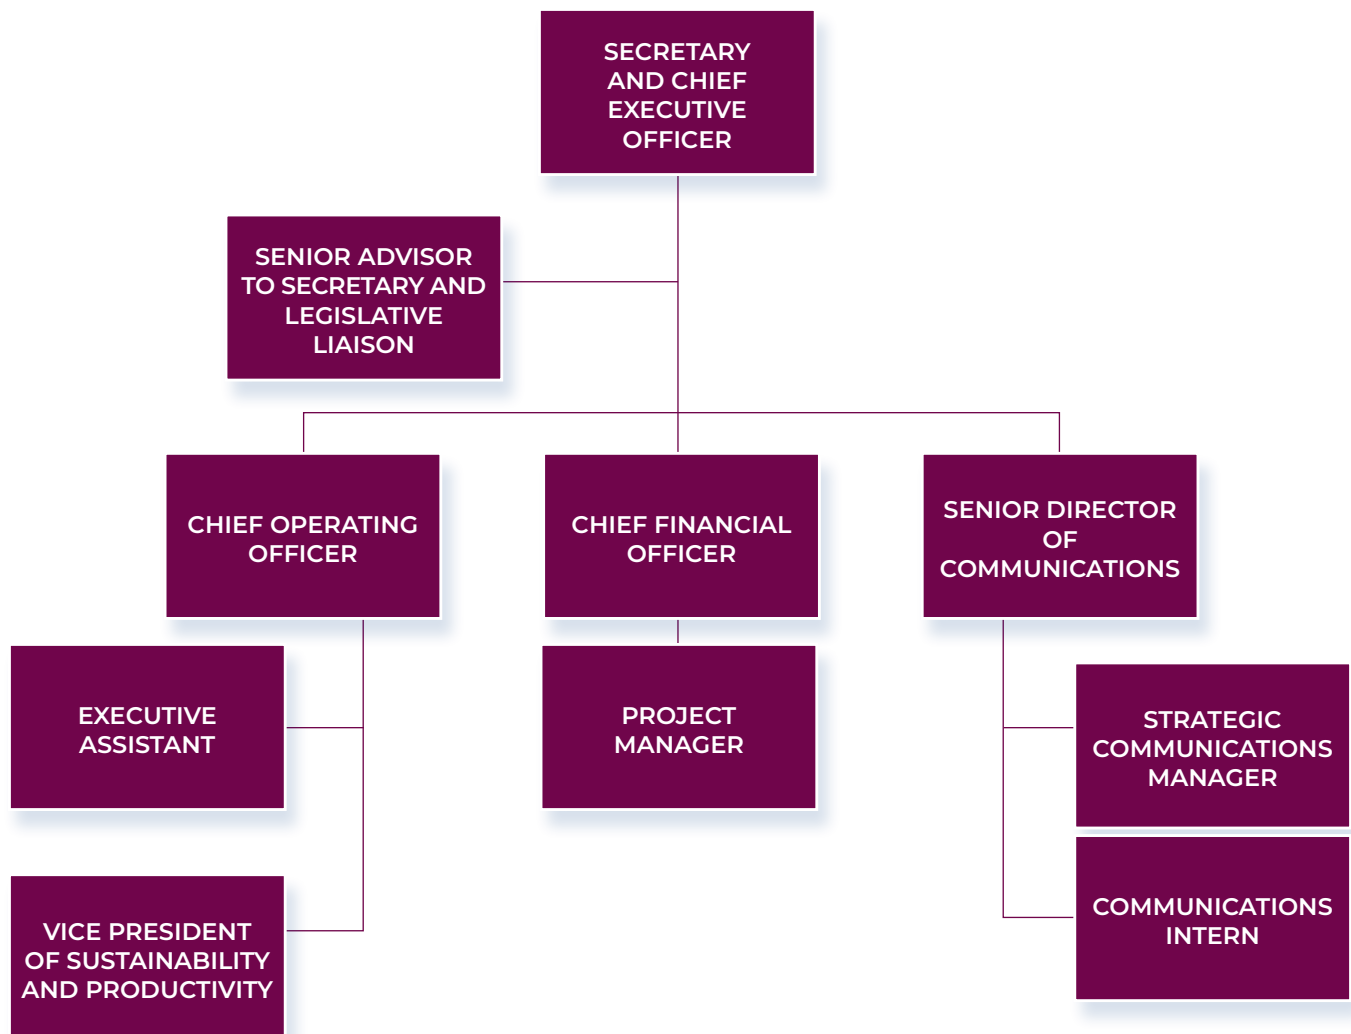 SECRETARY
AND CHIEF
EXECUTIVE
OFFICER
SENIOR ADVISOR
TO SECRETARY AND
LEGISLATIVE
LIAISON
CHIEF OPERATING
OFFICER
CHIEF FINANCIAL
OFFICER
SENIOR DIRECTOR
OF
COMMUNICATIONS
EXECUTIVE
ASSISTANT
PROJECT
MANAGER
STRATEGIC
COMMUNICATIONS
MANAGER
VICE PRESIDENT
OF SUSTAINABILITY
AND PRODUCTIVITY
COMMUNICATIONS
INTERN